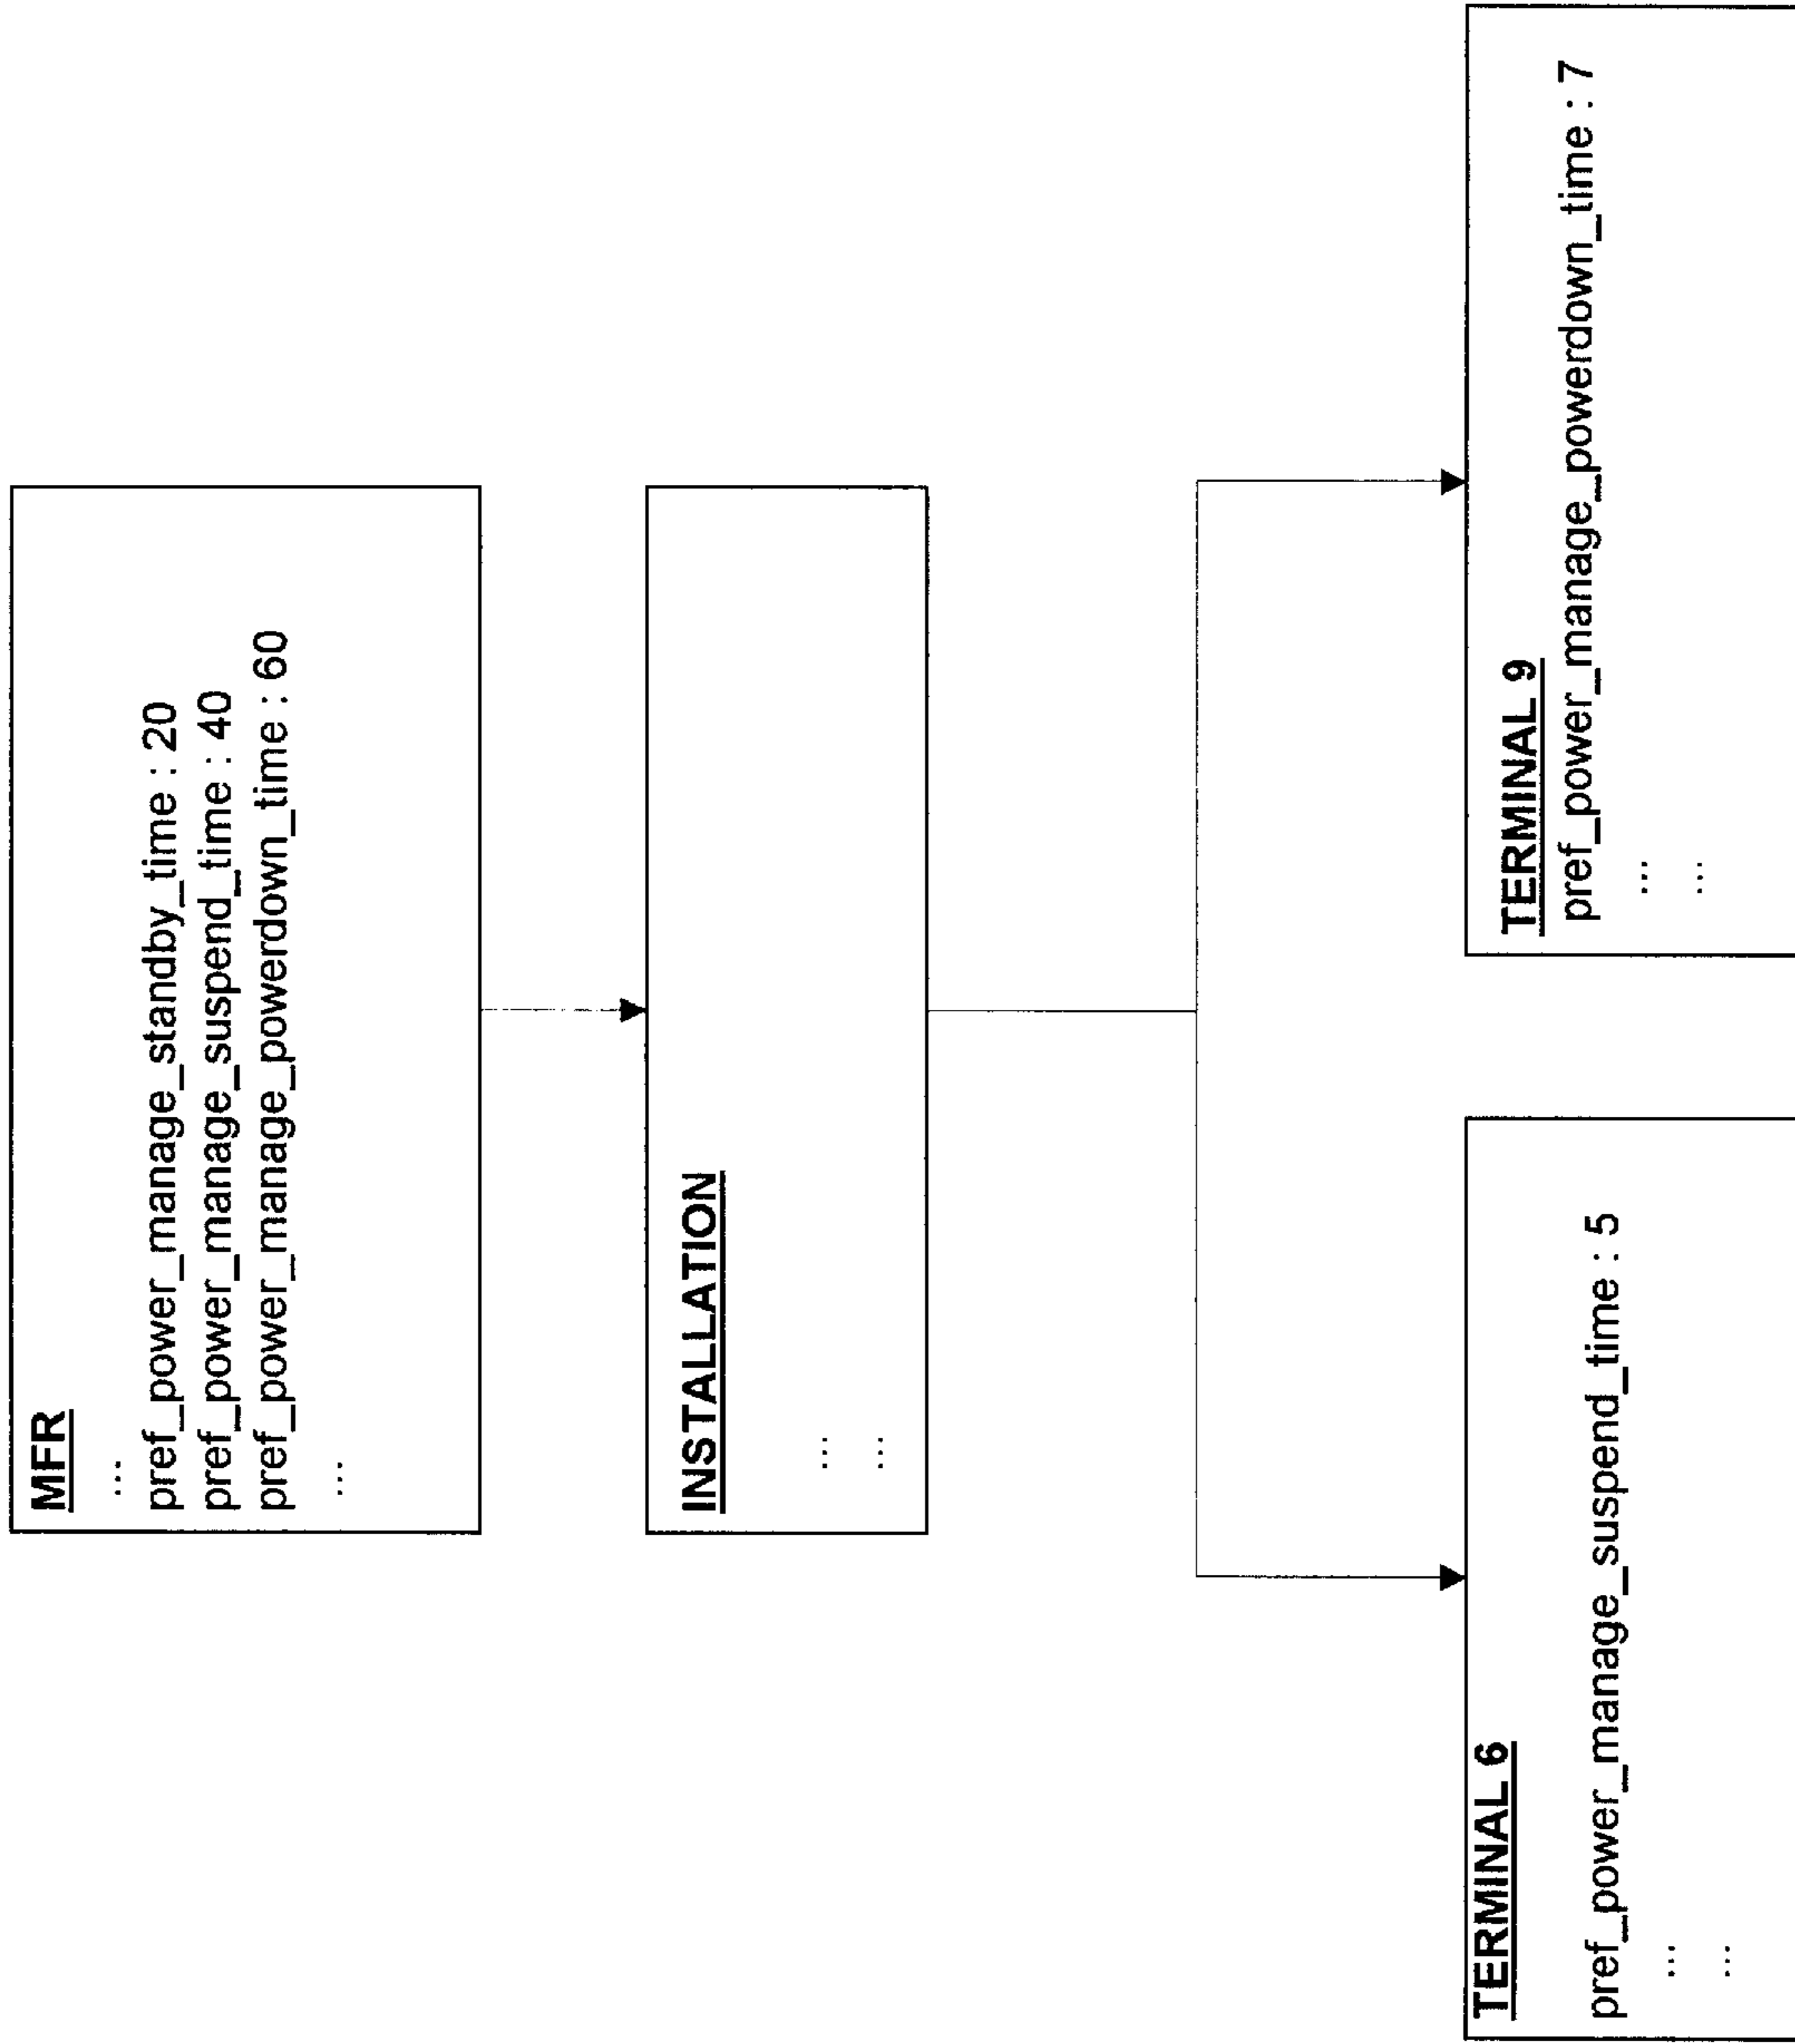 MFR
...
pref_power_manage_standby_time : 20
pref_power_manage_suspend_time : 40
pref_power_manage_powerdown_time : 60
...
INSTALLATION
...
...
TERMINAL 6
pref_power_manage_suspend_time : 5
...
...
TERMINAL 9
pref_power_manage_powerdown_time : 7
...
...